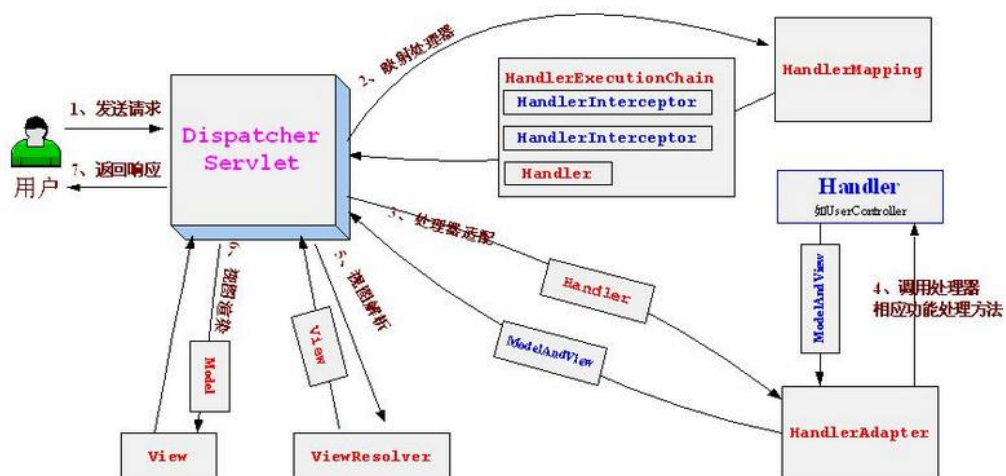 2、映射处理器
HandlerMapping
HandlerExecutionChain
HandlerInterceptor
HandlerInterceptor
Handler
1、发送请求
Dispatcher
Servlet
7、返回响应
用户
Handler
如UserController
3、处理器适配
Handler
ModelAndView
ModelAndView
4、调用处理器
相应功能处理方法
6、视图渲染
5、视图解析
View
Model
View
ViewResolver
HandlerAdapter